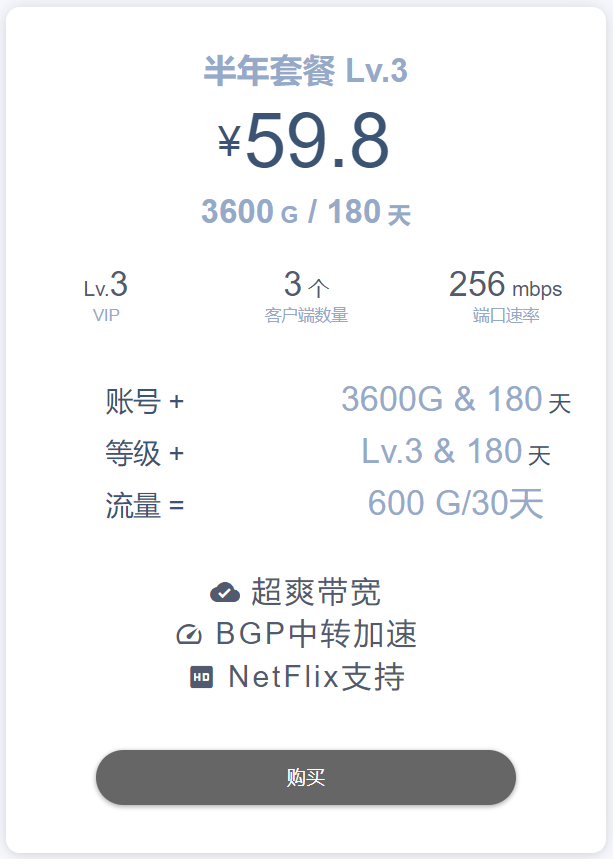 半年套餐 Lv.3
¥59.8
3600 G / 180 天
Lv.3 3 个 256 mbps
VIP 客户端数量 端口速率
账号 + 3600G & 180 天
等级 + Lv.3 & 180 天
流量 = 600 G/30天
超爽带宽
BGP中转加速
HD NetFlix支持
购买